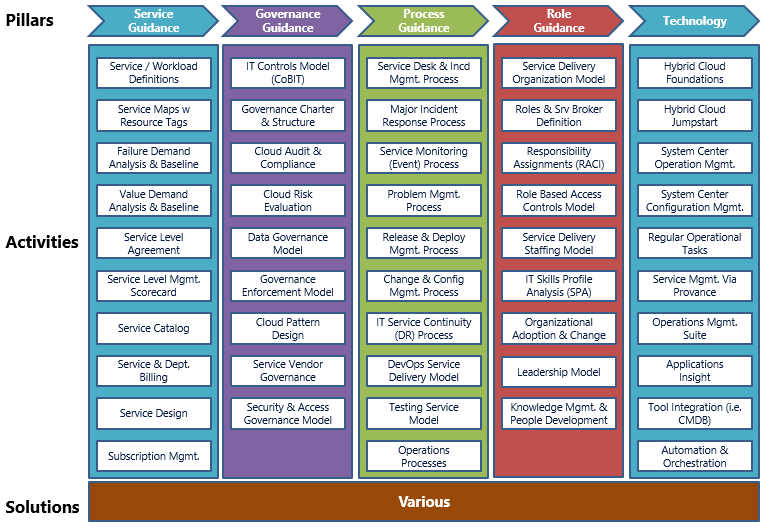 Pillars
Service
Guidance
Governance
Guidance
Process
Guidance
Role
Guidance
Technology
Activities
Service / Workload
Definitions
Service Maps w
Resource Tags
Failure Demand
Analysis & Baseline
Value Demand
Analysis & Baseline
Service Level
Agreement
Service Level Mgmt.
Scorecard
Service Catalog
Service & Dept.
Billing
Service Design
Subscription Mgmt.
IT Controls Model
(CoBIT)
Governance Charter
& Structure
Cloud Audit &
Compliance
Cloud Risk
Evaluation
Data Governance
Model
Governance
Enforcement Model
Cloud Pattern
Design
Service Vendor
Governance
Security & Access
Governance Model
Service Desk & Incd
Mgmt. Process
Major Incident
Response Process
Service Monitoring
(Event) Process
Problem Mgmt.
Process
Release & Deploy
Mgmt. Process
Change & Config
Mgmt. Process
IT Service Continuity
(DR) Process
DevOps Service
Delivery Model
Testing Service
Model
Operations
Processes
Service Delivery
Organization Model
Roles & Srv Broker
Definition
Responsibility
Assignments (RACI)
Role Based Access
Controls Model
Service Delivery
Staffing Model
IT Skills Profile
Analysis (SPA)
Organizational
Adoption & Change
Leadership Model
Knowledge Mgmt. &
People Development
Hybrid Cloud
Foundations
Hybrid Cloud
Jumpstart
System Center
Operation Mgmt.
System Center
Configuration Mgmt.
Regular Operational
Tasks
Service Mgmt. Via
Provance
Operations Mgmt.
Suite
Applications
Insight
Tool Integration (i.e.
CMDB)
Automation &
Orchestration
Solutions
Various